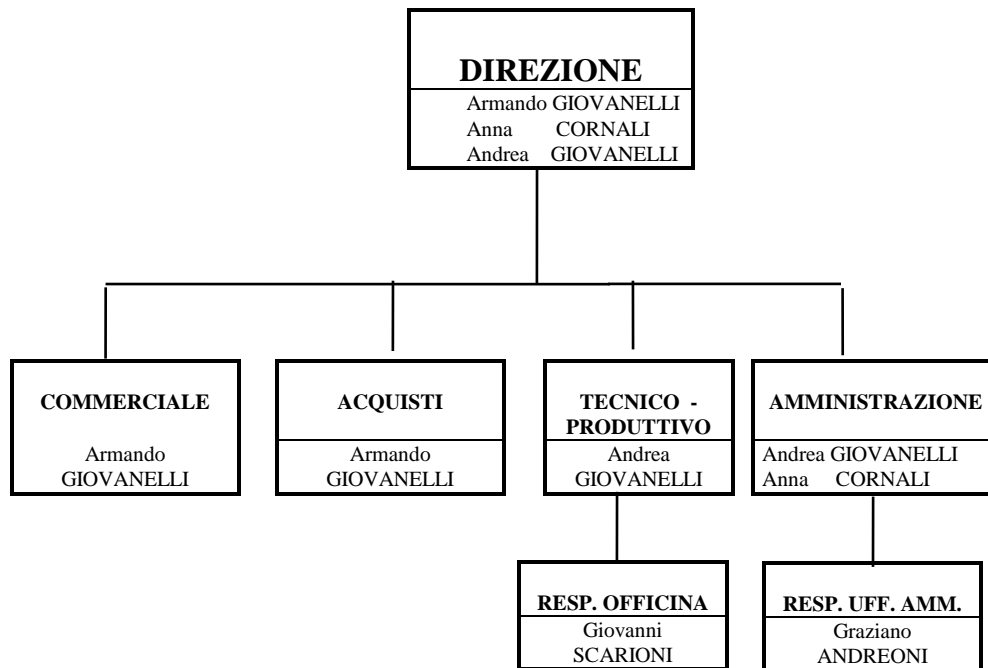 DIREZIONE
Armando GIOVANELLI
Anna CORNALI
Andrea GIOVANELLI
COMMERCIALE
Armando
GIOVANELLI
ACQUISTI
Armando
GIOVANELLI
TECNICO -
PRODUTTIVO
Andrea
GIOVANELLI
AMMINISTRAZIONE
Andrea GIOVANELLI
Anna CORNALI
RESP. OFFICINA
Giovanni
SCARIONI
RESP. UFF. AMM.
Graziano
ANDREONI